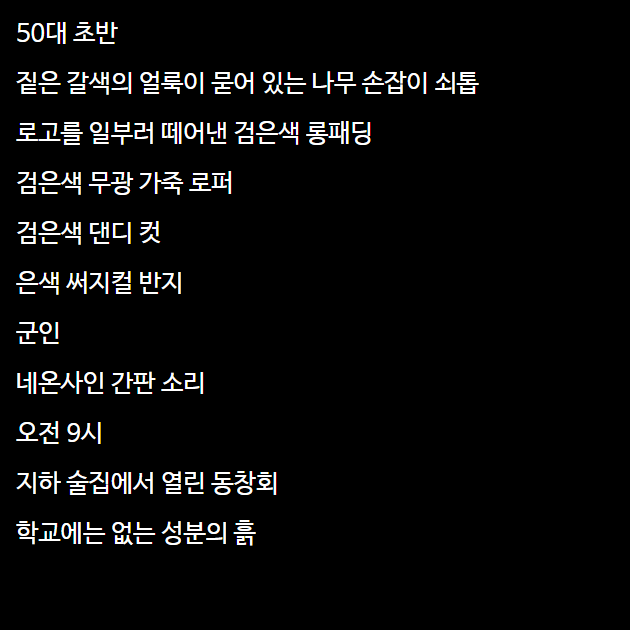 50대 초반
짙은 갈색의 얼룩이 묻어 있는 나무 손잡이 쇠톱
로고를 일부러 떼어낸 검은색 롱패딩
검은색 무광 가죽 로퍼
검은색 댄디 컷
은색 써지컬 반지
군인
네온사인 간판 소리
오전 9시
지하 술집에서 열린 동창회
학교에는 없는 성분의 흙